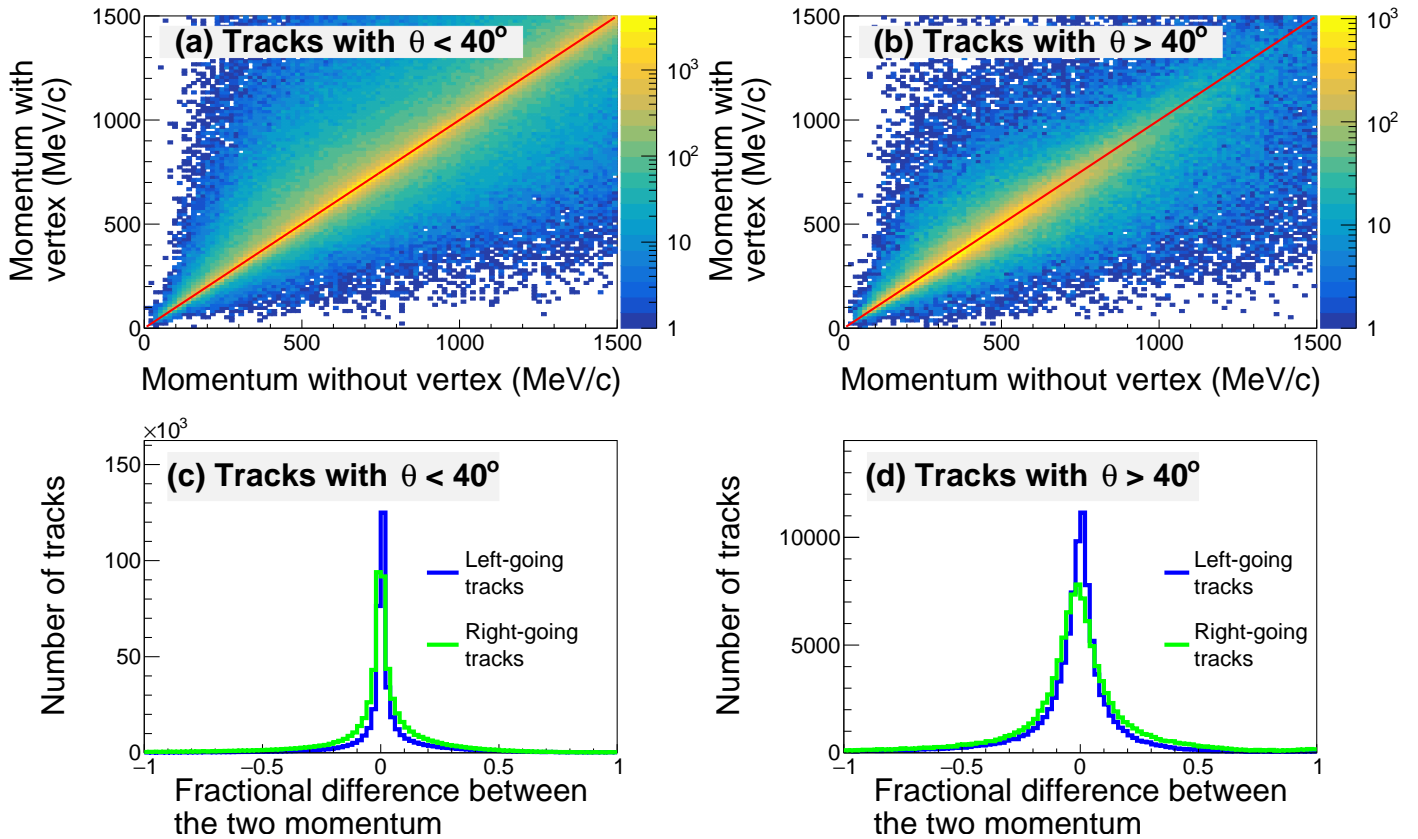 (a) Tracks with θ < 40°
Momentum with
vertex (MeV/c)
1500
1000
500
0
0
500
1000
1500
Momentum without vertex (MeV/c)
10³
10²
10
1
(b) Tracks with θ > 40°
Momentum with
vertex (MeV/c)
1500
1000
500
0
0
500
1000
1500
Momentum without vertex (MeV/c)
10³
10²
10
1
×10³
(c) Tracks with θ < 40°
Number of tracks
150
100
50
0
Left-going
tracks
Right-going
tracks
−1
−0.5
0
0.5
1
Fractional difference between
the two momentum
(d) Tracks with θ > 40°
Number of tracks
10000
5000
0
Left-going
tracks
Right-going
tracks
−1
−0.5
0
0.5
1
Fractional difference between
the two momentum